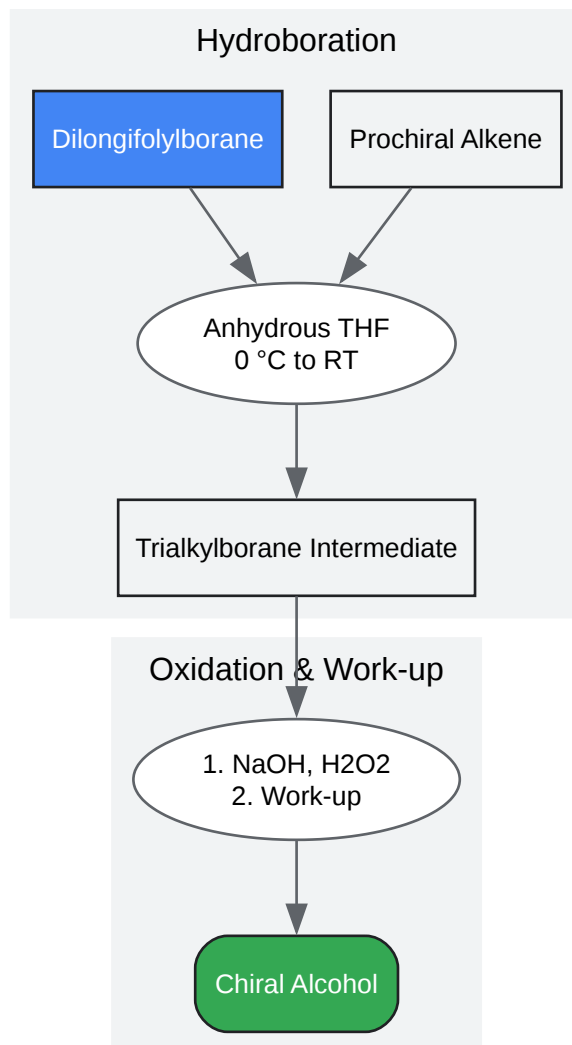 Hydroboration
Dilongifolylborane
Prochiral Alkene
Anhydrous THF
0 °C to RT
Trialkylborane Intermediate
Oxidation & Work-up
1. NaOH, H2O2
2. Work-up
Chiral Alcohol